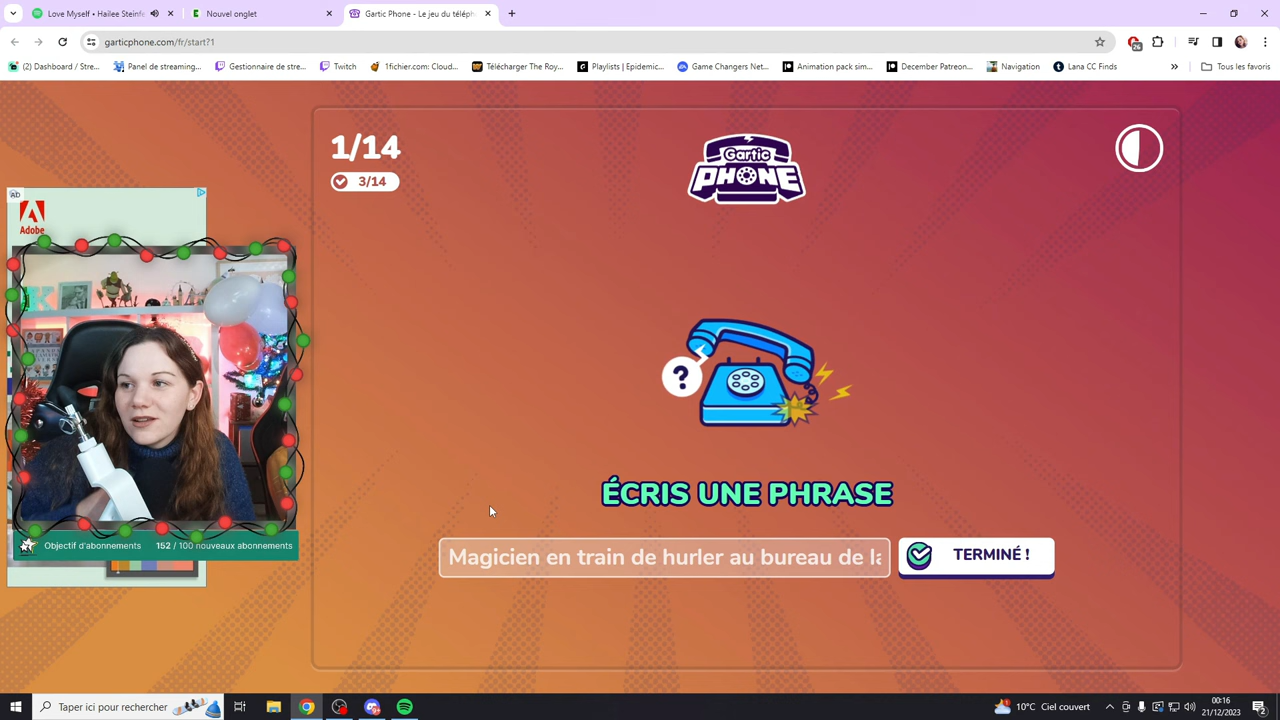 Love Myself - Hailee Steinfe
Nouvel onglet
Gartic Phone - Le jeu du téléph
garticphone.com/fr/start?1
26
(2) Dashboard / Stre...
Panel de streaming...
Gestionnaire de stre...
Twitch
1fichier.com: Cloud...
Télécharger The Roy...
Playlists | Epidemic...
Game Changers Net...
Animation pack sim...
December Patreon...
Navigation
Lana CC Finds
»
Tous les favoris
1/14
3/14
Gartic
PHONE
Ad
Adobe
K
?
ÉCRIS UNE PHRASE
Magicien en train de hurler au bureau de la
TERMINÉ !
Objectif d'abonnements
152 / 100 nouveaux abonnements
Taper ici pour rechercher
10°C Ciel couvert
00:16
21/12/2023
2